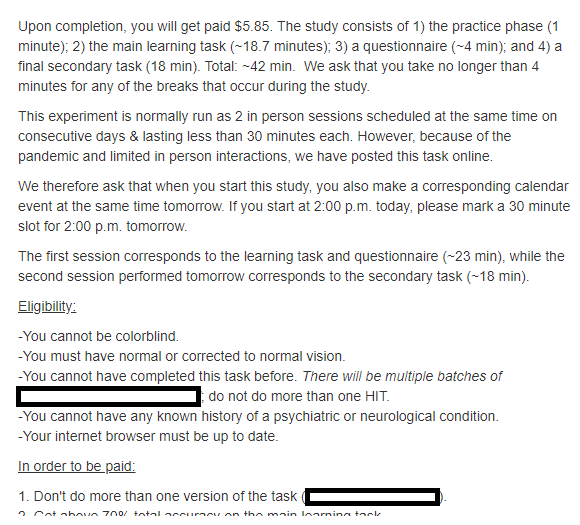 Upon completion, you will get paid $5.85. The study consists of 1) the practice phase (1
minute); 2) the main learning task (~18.7 minutes); 3) a questionnaire (~4 min); and 4) a
final secondary task (18 min). Total: ~42 min. We ask that you take no longer than 4
minutes for any of the breaks that occur during the study.
This experiment is normally run as 2 in person sessions scheduled at the same time on
consecutive days & lasting less than 30 minutes each. However, because of the
pandemic and limited in person interactions, we have posted this task online.
We therefore ask that when you start this study, you also make a corresponding calendar
event at the same time tomorrow. If you start at 2:00 p.m. today, please mark a 30 minute
slot for 2:00 p.m. tomorrow.
The first session corresponds to the learning task and questionnaire (~23 min), while the
second session performed tomorrow corresponds to the secondary task (~18 min).
Eligibility:
-You cannot be colorblind.
-You must have normal or corrected to normal vision.
-You cannot have completed this task before. There will be multiple batches of
; do not do more than one HIT.
-You cannot have any known history of a psychiatric or neurological condition.
-Your internet browser must be up to date.
In order to be paid:
1. Don't do more than one version of the task ( ).
2. Get above 70% total accuracy on the main learning task